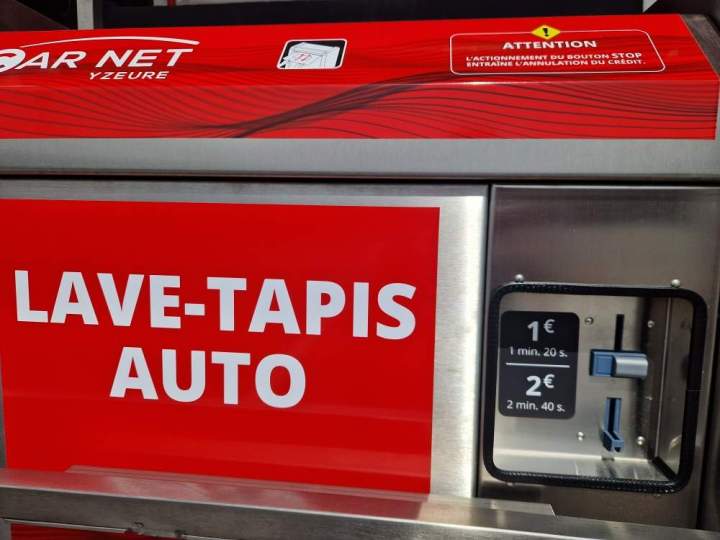 CAR NET
YZEURE
ATTENTION
L'ACTIONNEMENT DU BOUTON STOP
ENTRAÎNE L'ANNULATION DU CRÉDIT.
LAVE-TAPIS
AUTO
1€
1 min. 20 s.
2€
2 min. 40 s.